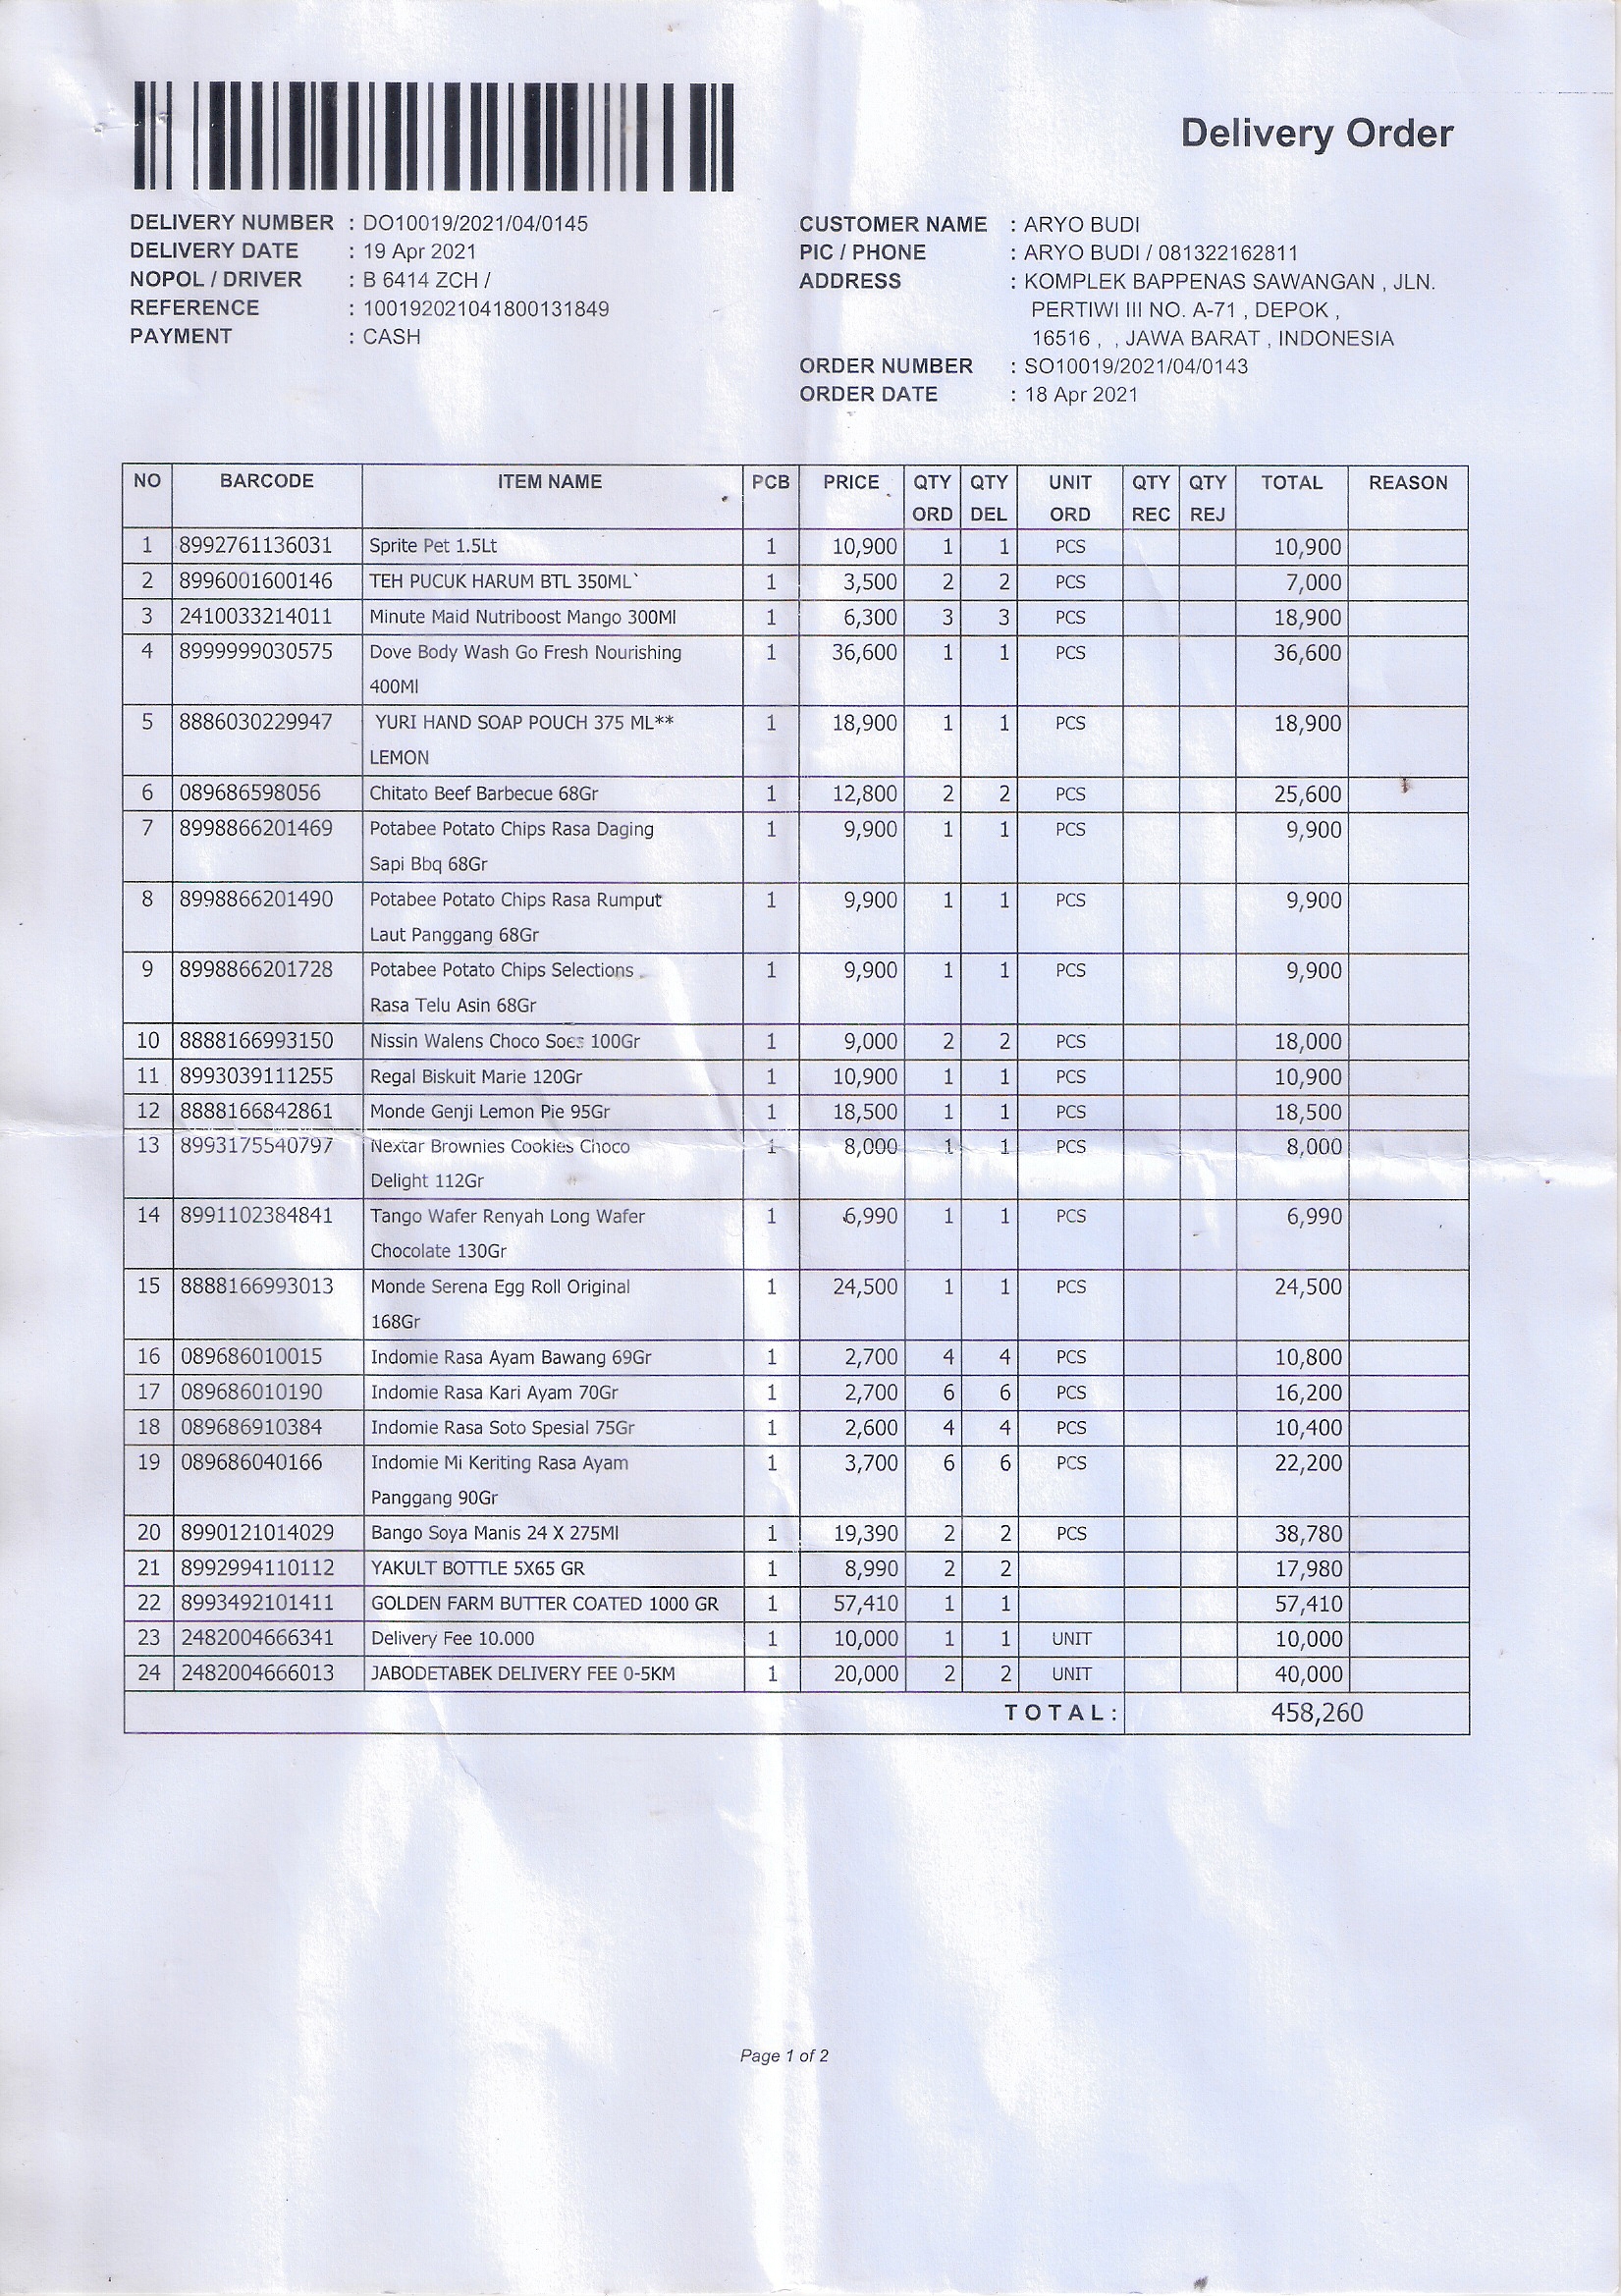 Delivery Order
DELIVERY NUMBER : DO10019/2021/04/0145
DELIVERY DATE : 19 Apr 2021
NOPOL / DRIVER : B 6414 ZCH /
REFERENCE : 100192021041800131849
PAYMENT : CASH
CUSTOMER NAME : ARYO BUDI
PIC / PHONE : ARYO BUDI / 081322162811
ADDRESS : KOMPLEK BAPPENAS SAWANGAN , JLN.
PERTIWI III NO. A-71 , DEPOK ,
16516 , , JAWA BARAT , INDONESIA
ORDER NUMBER : SO10019/2021/04/0143
ORDER DATE : 18 Apr 2021
NO BARCODE ITEM NAME PCB PRICE QTY QTY UNIT QTY QTY TOTAL REASON
ORD DEL ORD REC REJ
1 8992761136031 Sprite Pet 1.5Lt 1 10,900 1 1 PCS 10,900
2 8996001600146 TEH PUCUK HARUM BTL 350ML` 1 3,500 2 2 PCS 7,000
3 2410033214011 Minute Maid Nutriboost Mango 300Ml 1 6,300 3 3 PCS 18,900
4 8999999030575 Dove Body Wash Go Fresh Nourishing 1 36,600 1 1 PCS 36,600
400Ml
5 8886030229947 YURI HAND SOAP POUCH 375 ML** 1 18,900 1 1 PCS 18,900
LEMON
6 089686598056 Chitato Beef Barbecue 68Gr 1 12,800 2 2 PCS 25,600
7 8998866201469 Potabee Potato Chips Rasa Daging 1 9,900 1 1 PCS 9,900
Sapi Bbq 68Gr
8 8998866201490 Potabee Potato Chips Rasa Rumput 1 9,900 1 1 PCS 9,900
Laut Panggang 68Gr
9 8998866201728 Potabee Potato Chips Selections 1 9,900 1 1 PCS 9,900
Rasa Telu Asin 68Gr
10 8888166993150 Nissin Walens Choco Soes 100Gr 1 9,000 2 2 PCS 18,000
11 8993039111255 Regal Biskuit Marie 120Gr 1 10,900 1 1 PCS 10,900
12 8888166842861 Monde Genji Lemon Pie 95Gr 1 18,500 1 1 PCS 18,500
13 8993175540797 Nextar Brownies Cookies Choco 1 8,000 1 1 PCS 8,000
Delight 112Gr
14 8991102384841 Tango Wafer Renyah Long Wafer 1 6,990 1 1 PCS 6,990
Chocolate 130Gr
15 8888166993013 Monde Serena Egg Roll Original 1 24,500 1 1 PCS 24,500
168Gr
16 089686010015 Indomie Rasa Ayam Bawang 69Gr 1 2,700 4 4 PCS 10,800
17 089686010190 Indomie Rasa Kari Ayam 70Gr 1 2,700 6 6 PCS 16,200
18 089686910384 Indomie Rasa Soto Spesial 75Gr 1 2,600 4 4 PCS 10,400
19 089686040166 Indomie Mi Keriting Rasa Ayam 1 3,700 6 6 PCS 22,200
Panggang 90Gr
20 8990121014029 Bango Soya Manis 24 X 275Ml 1 19,390 2 2 PCS 38,780
21 8992994110112 YAKULT BOTTLE 5X65 GR 1 8,990 2 2 17,980
22 8993492101411 GOLDEN FARM BUTTER COATED 1000 GR 1 57,410 1 1 57,410
23 2482004666341 Delivery Fee 10.000 1 10,000 1 1 UNIT 10,000
24 2482004666013 JABODETABEK DELIVERY FEE 0-5KM 1 20,000 2 2 UNIT 40,000
TOTAL: 458,260
Page 1 of 2